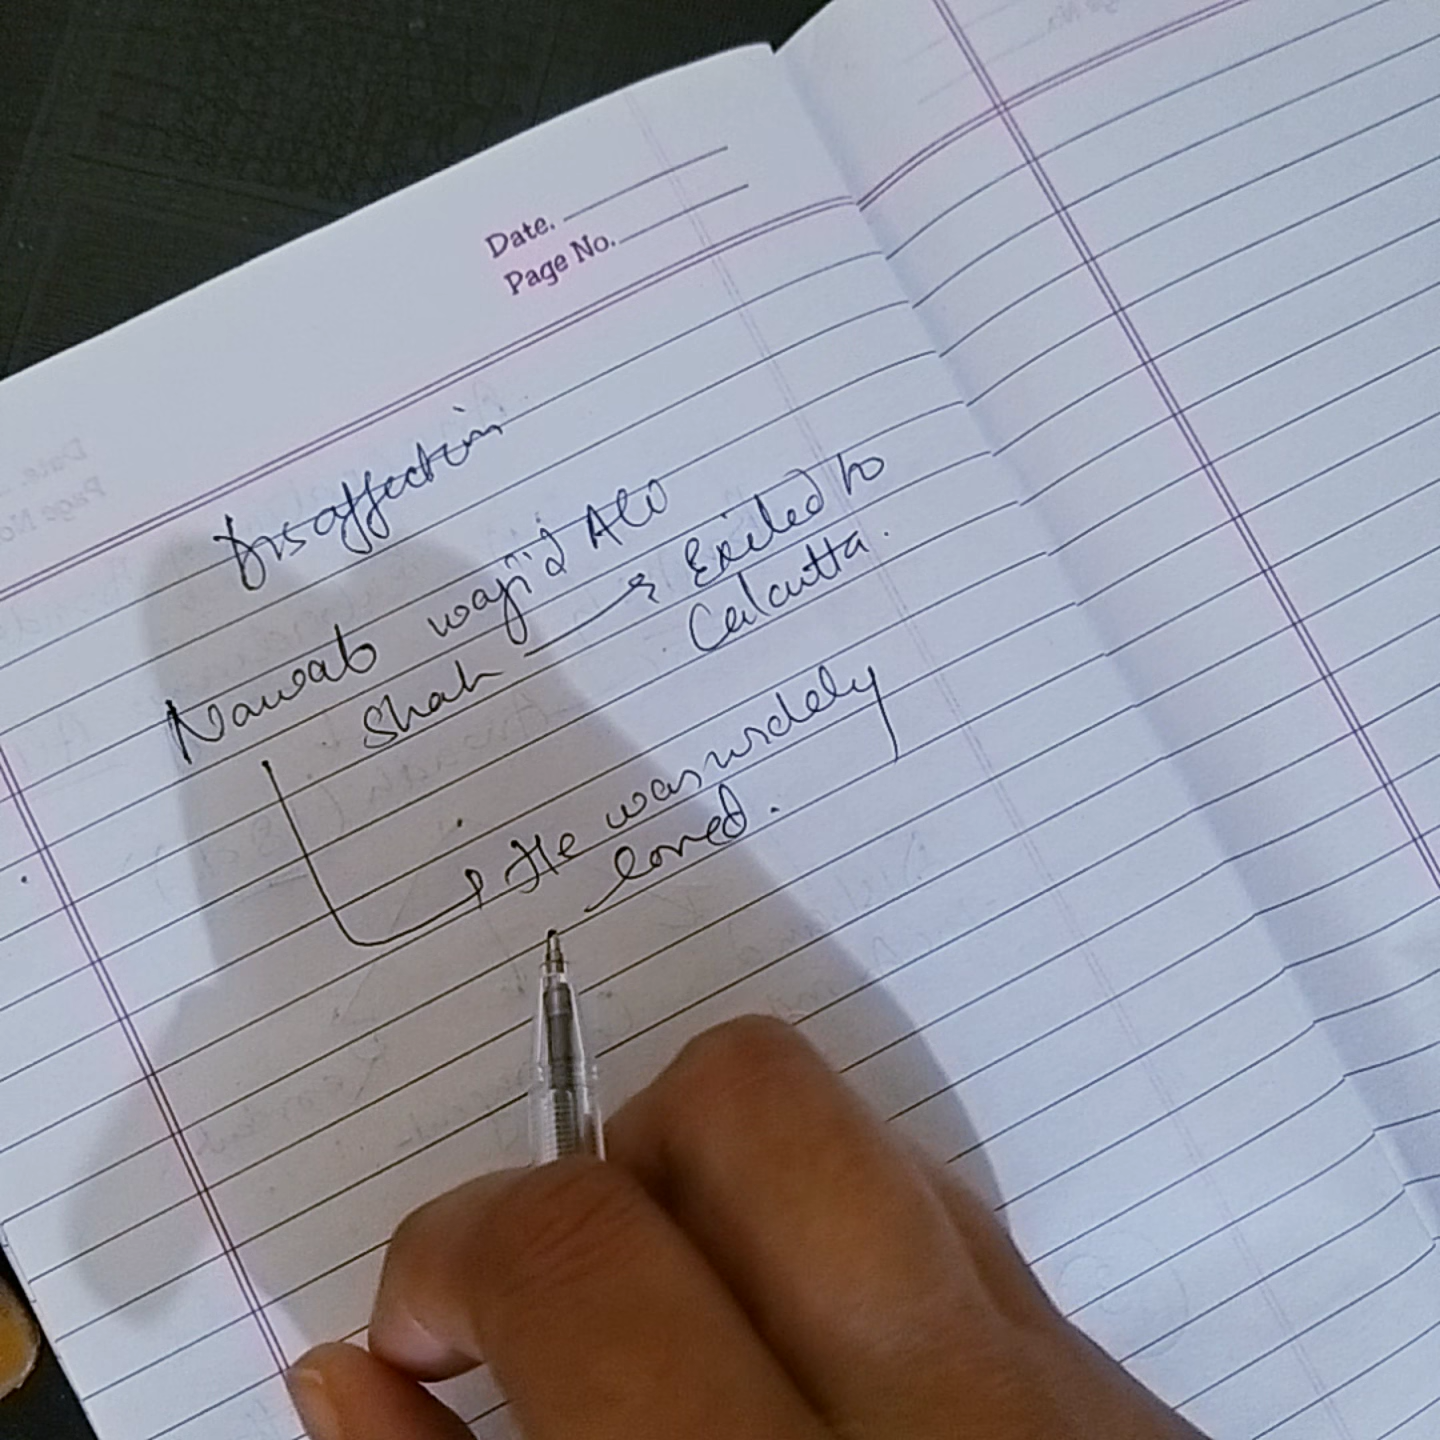 Date.
Page No.
Disaffection
Nawab wajid Ali
Shah → Exiled to
Calcutta.
He was widely
loved.